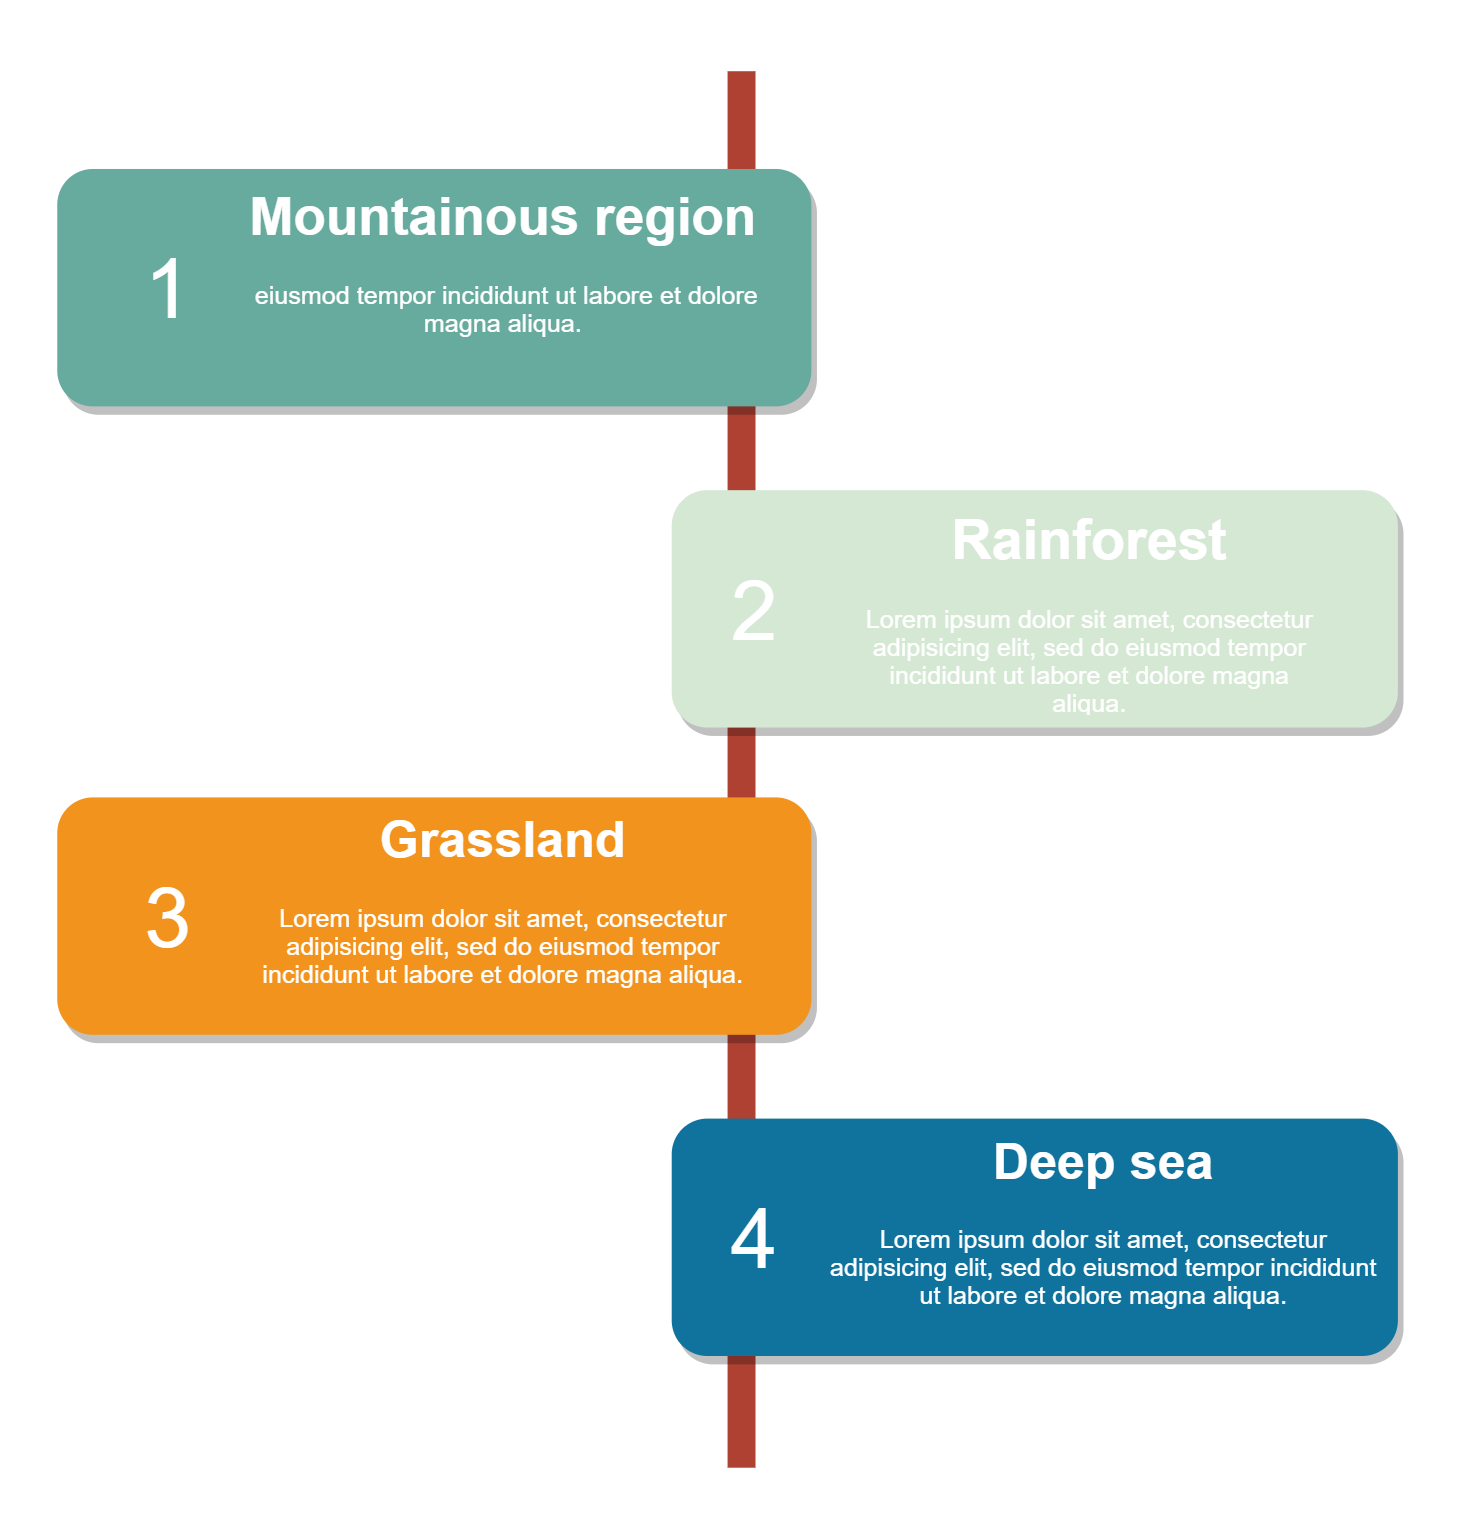 Mountainous region
1
eiusmod tempor incididunt ut labore et dolore
magna aliqua.
Rainforest
2
Lorem ipsum dolor sit amet, consectetur
adipisicing elit, sed do eiusmod tempor
incididunt ut labore et dolore magna
aliqua.
Grassland
3
Lorem ipsum dolor sit amet, consectetur
adipisicing elit, sed do eiusmod tempor
incididunt ut labore et dolore magna aliqua.
Deep sea
4
Lorem ipsum dolor sit amet, consectetur
adipisicing elit, sed do eiusmod tempor incididunt
ut labore et dolore magna aliqua.